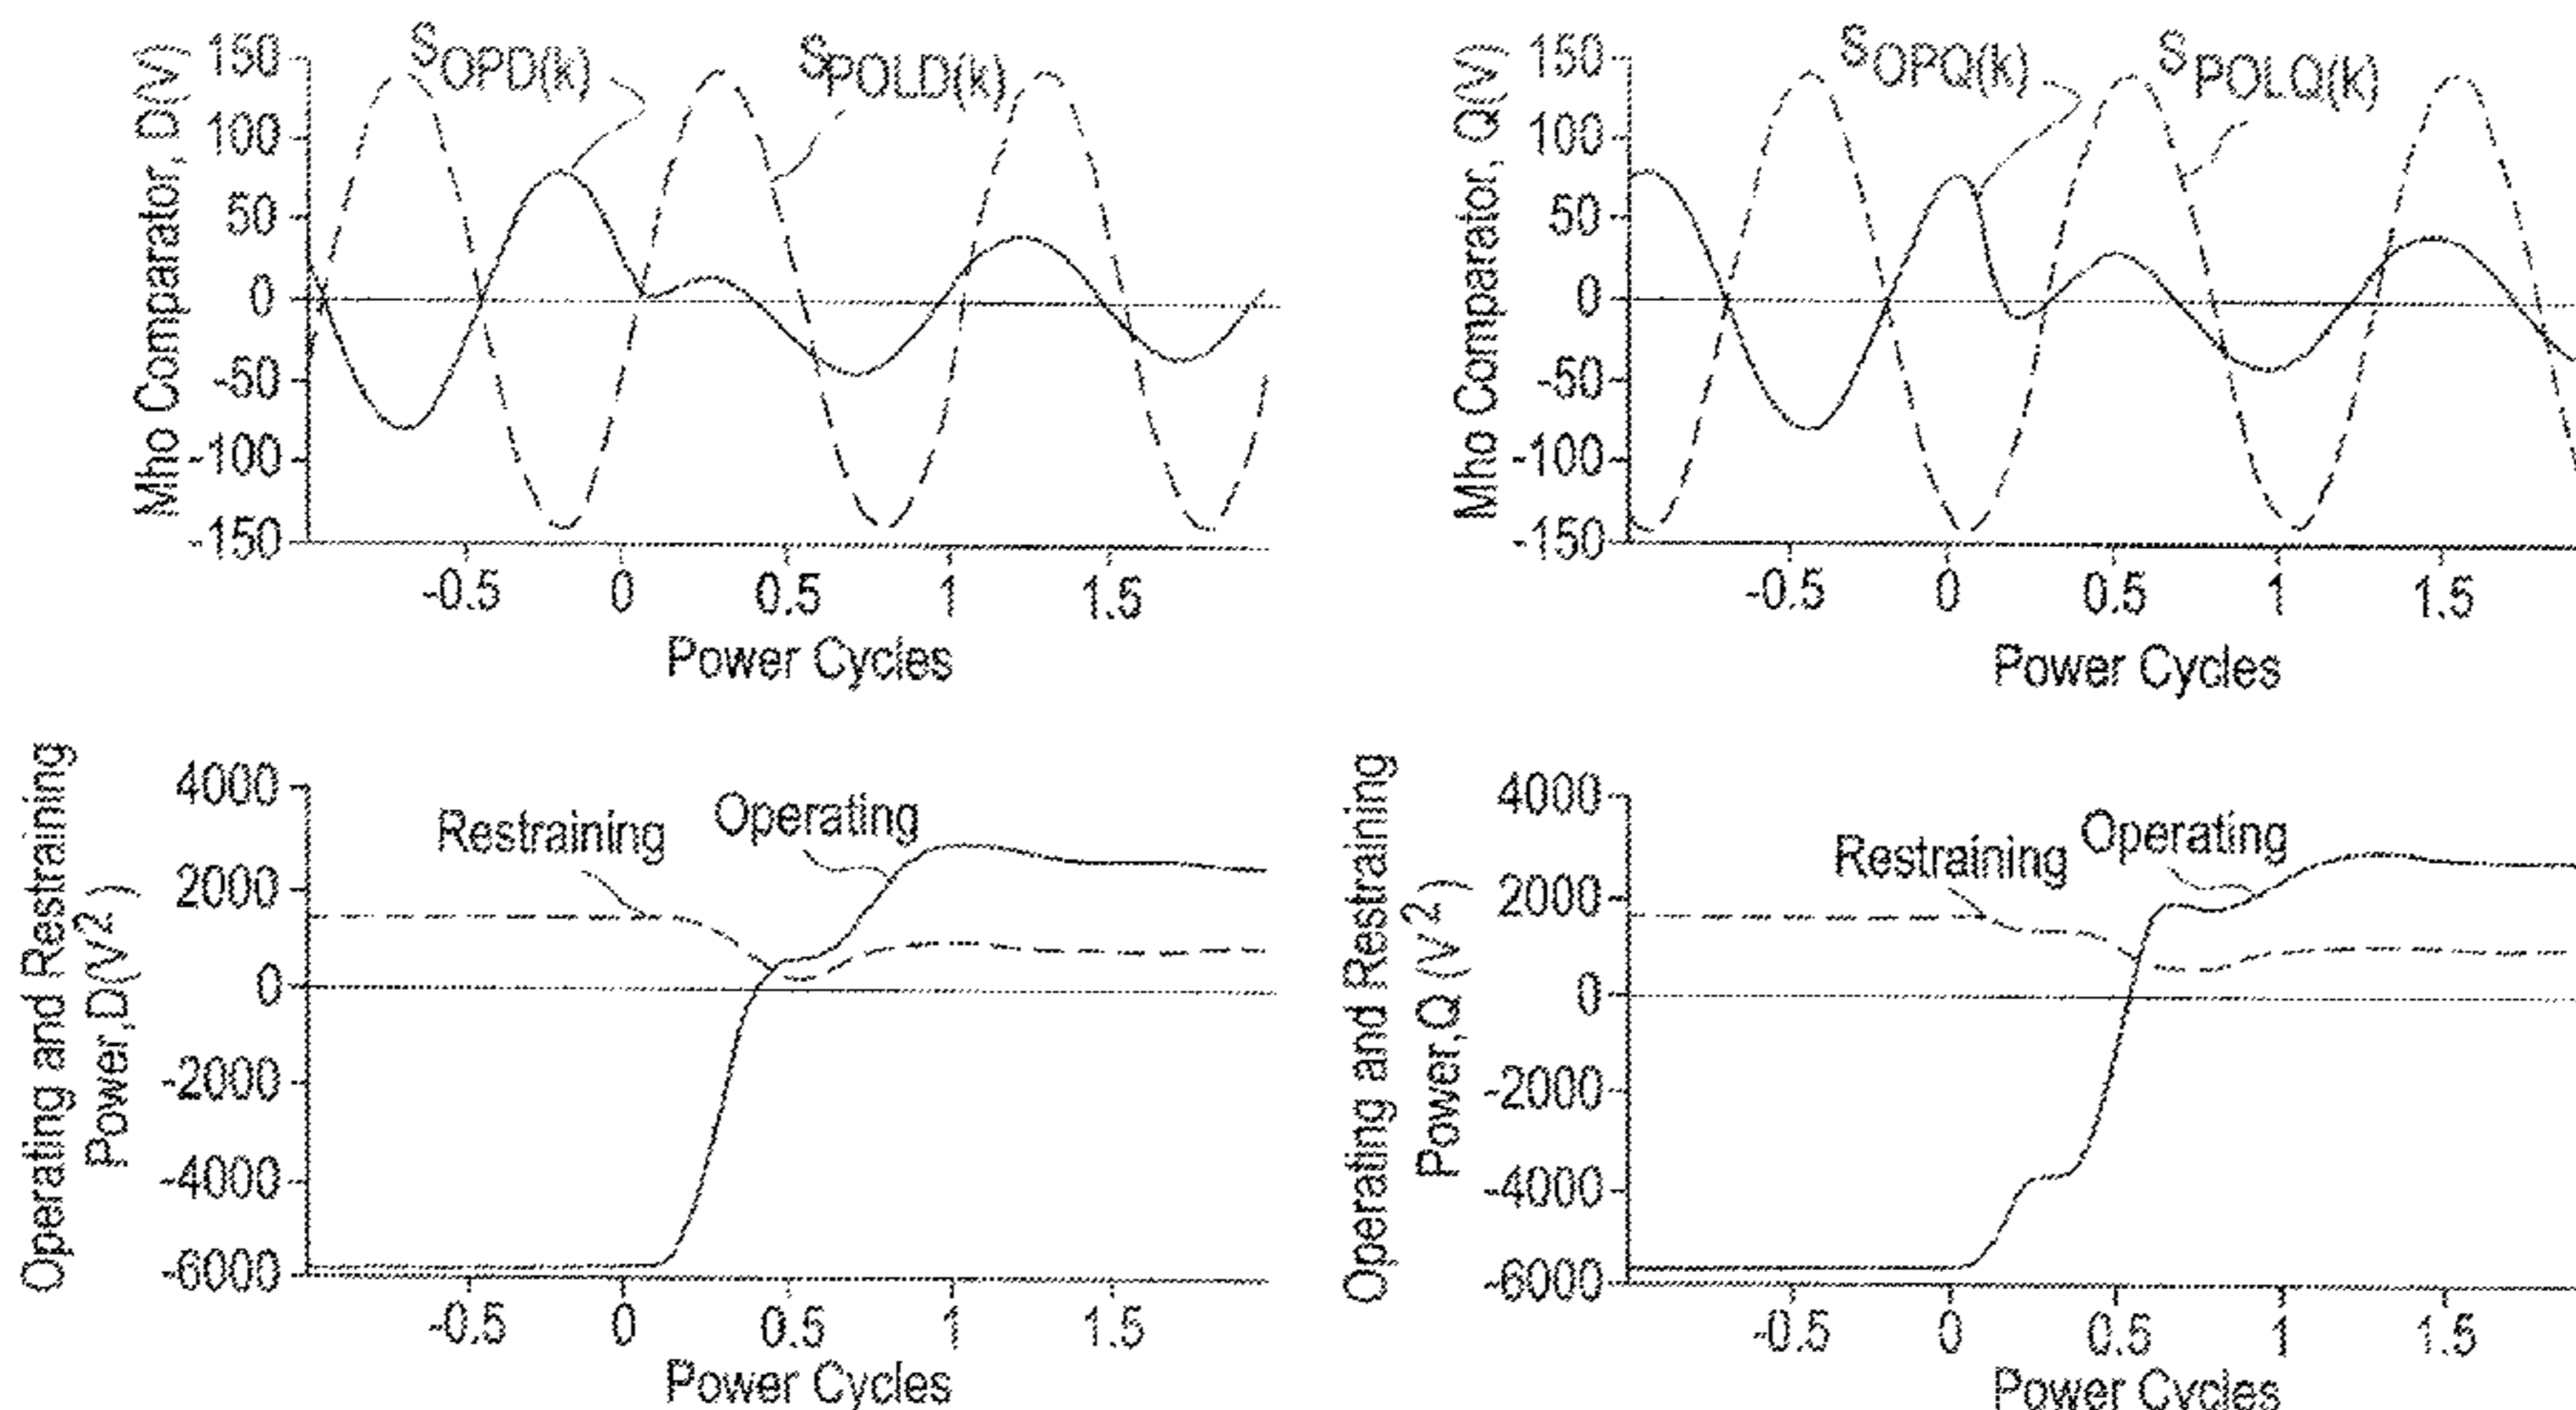 Mho Comparator, D(V)
150
100
50
0
-50
-100
-150
S_OPD(k)
S_POLD(k)
-0.5 0 0.5 1 1.5
Power Cycles
Mho Comparator, Q(V)
150
100
50
0
-50
-100
-150
S_OPQ(k)
S_POLQ(k)
-0.5 0 0.5 1 1.5
Power Cycles
Operating and Restraining
Power,D(V²)
4000
2000
0
-2000
-4000
-6000
Restraining
Operating
-0.5 0 0.5 1 1.5
Power Cycles
Operating and Restraining
Power,Q (V²)
4000
2000
0
-2000
-4000
-6000
Restraining
Operating
-0.5 0 0.5 1 1.5
Power Cycles